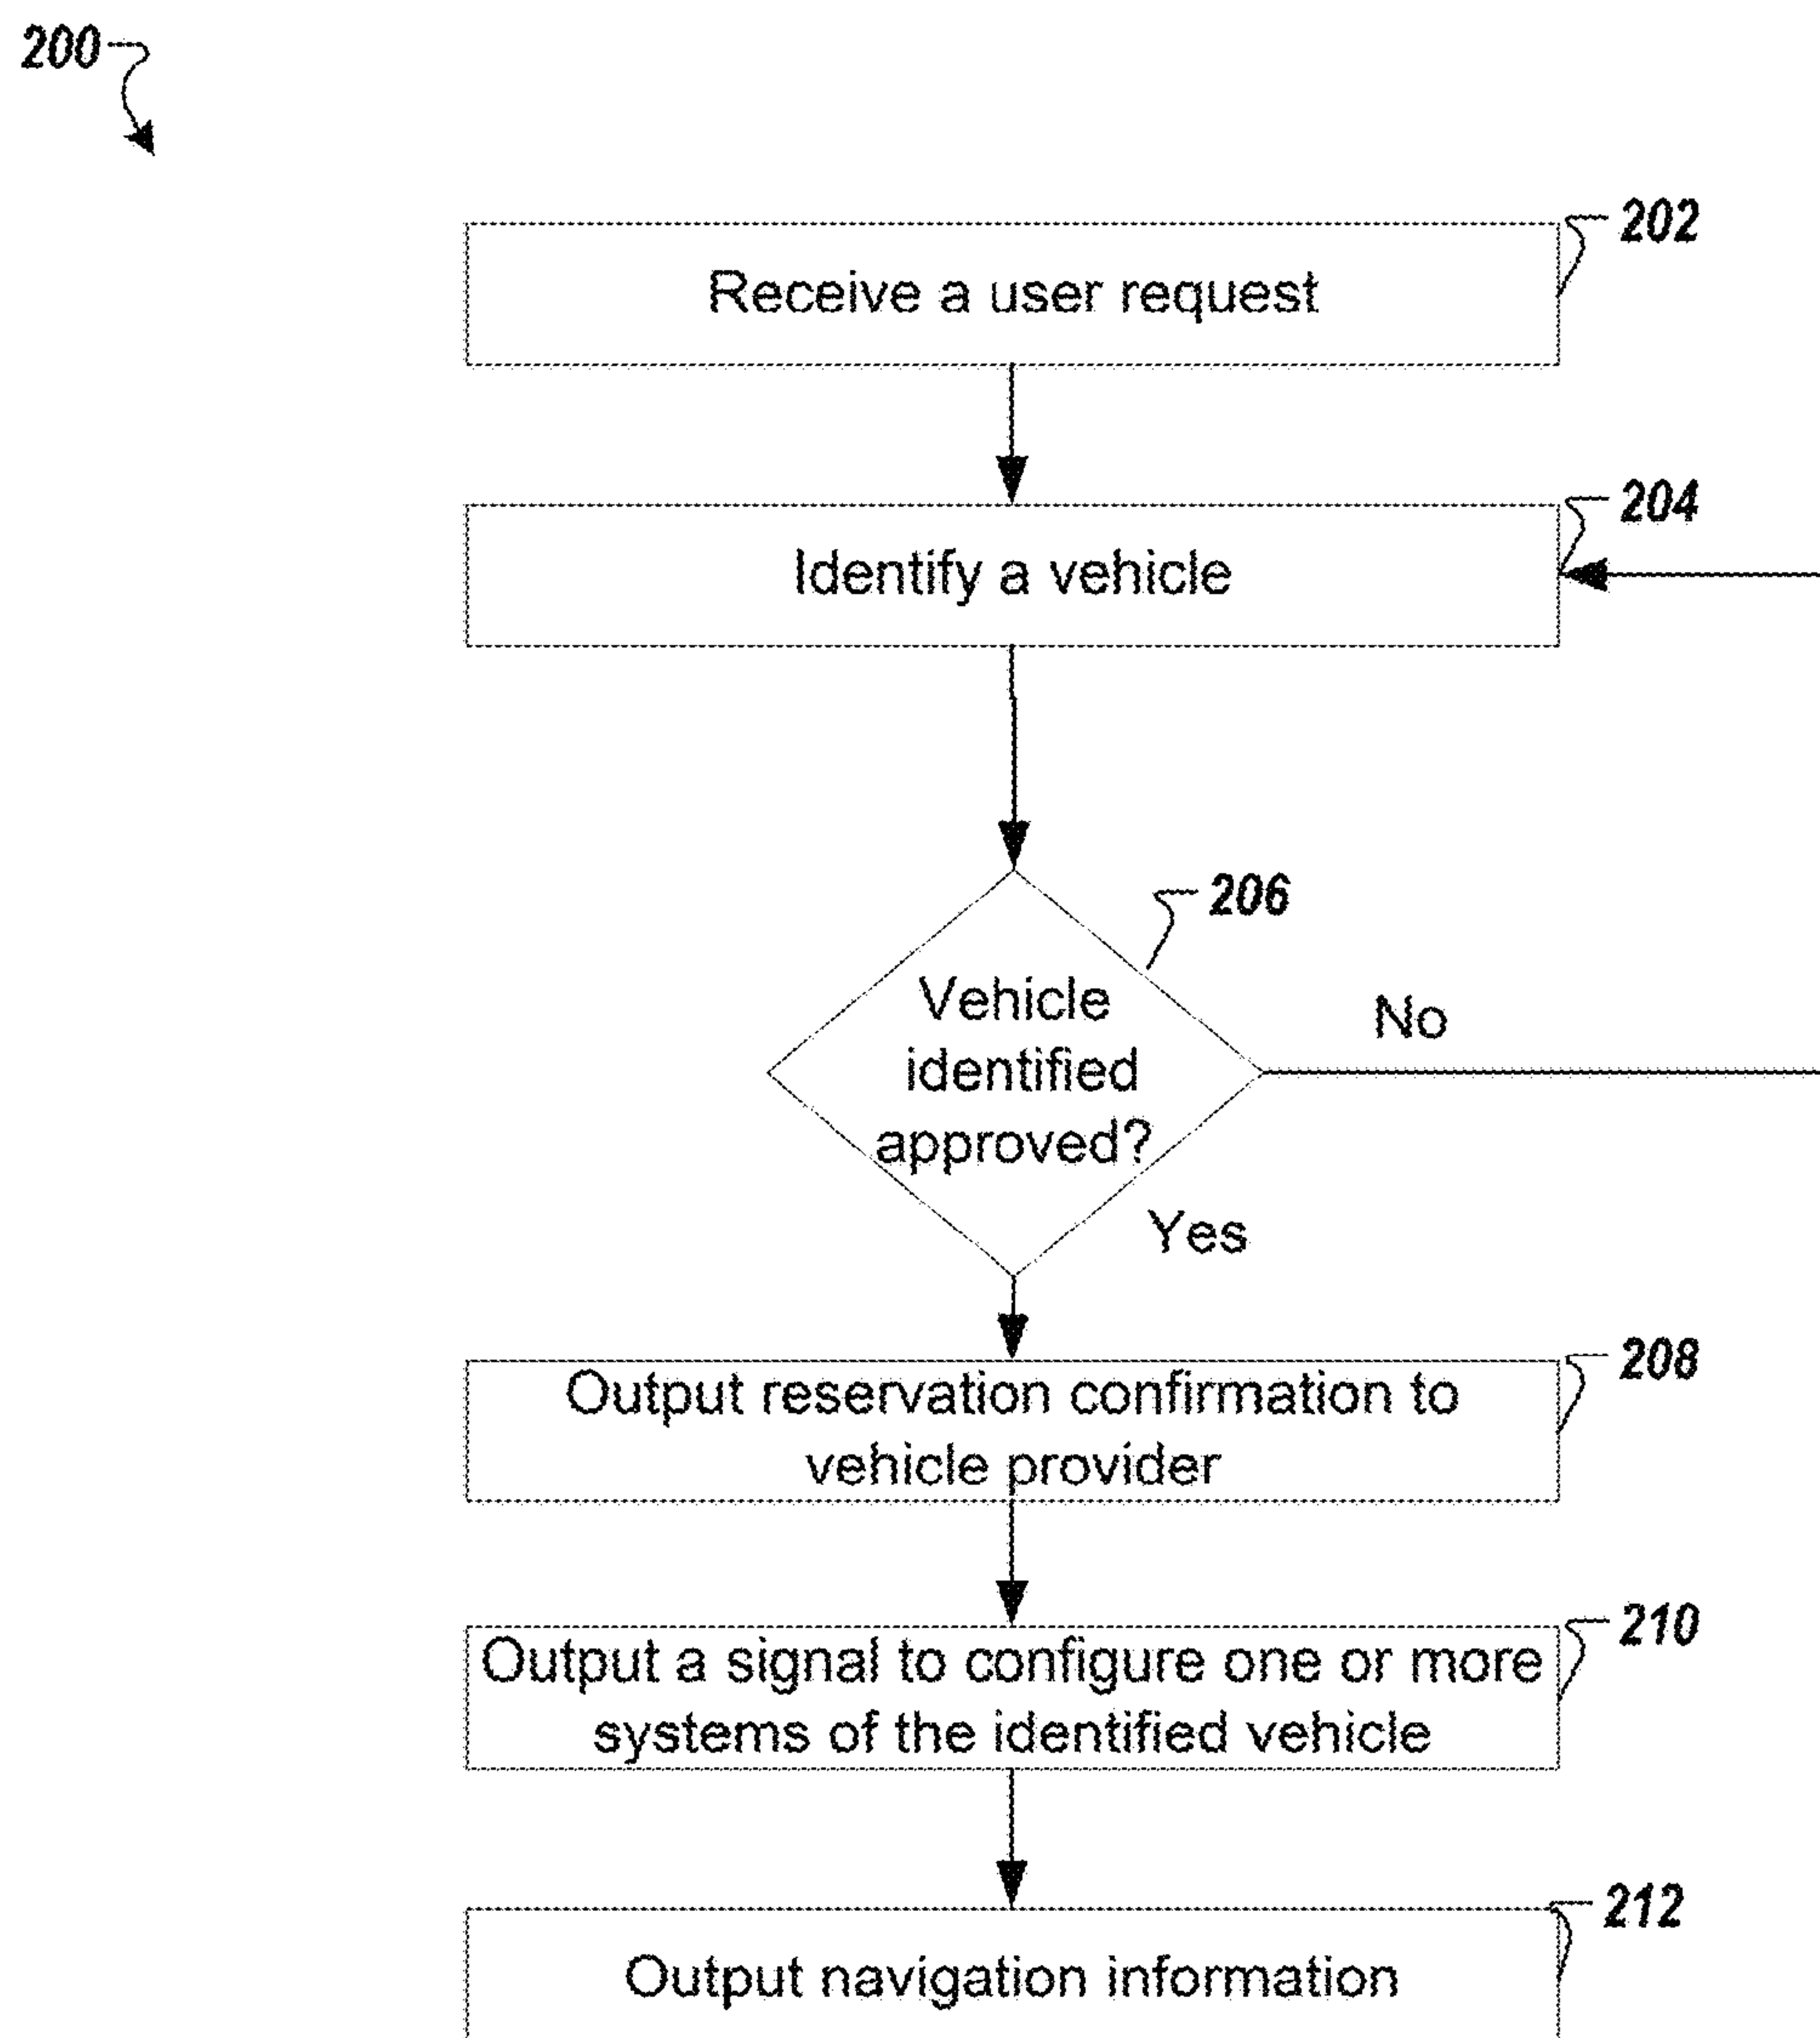 200
202
Receive a user request
204
Identify a vehicle
206
Vehicle
identified
approved?
No
Yes
208
Output reservation confirmation to
vehicle provider
210
Output a signal to configure one or more
systems of the identified vehicle
212
Output navigation information